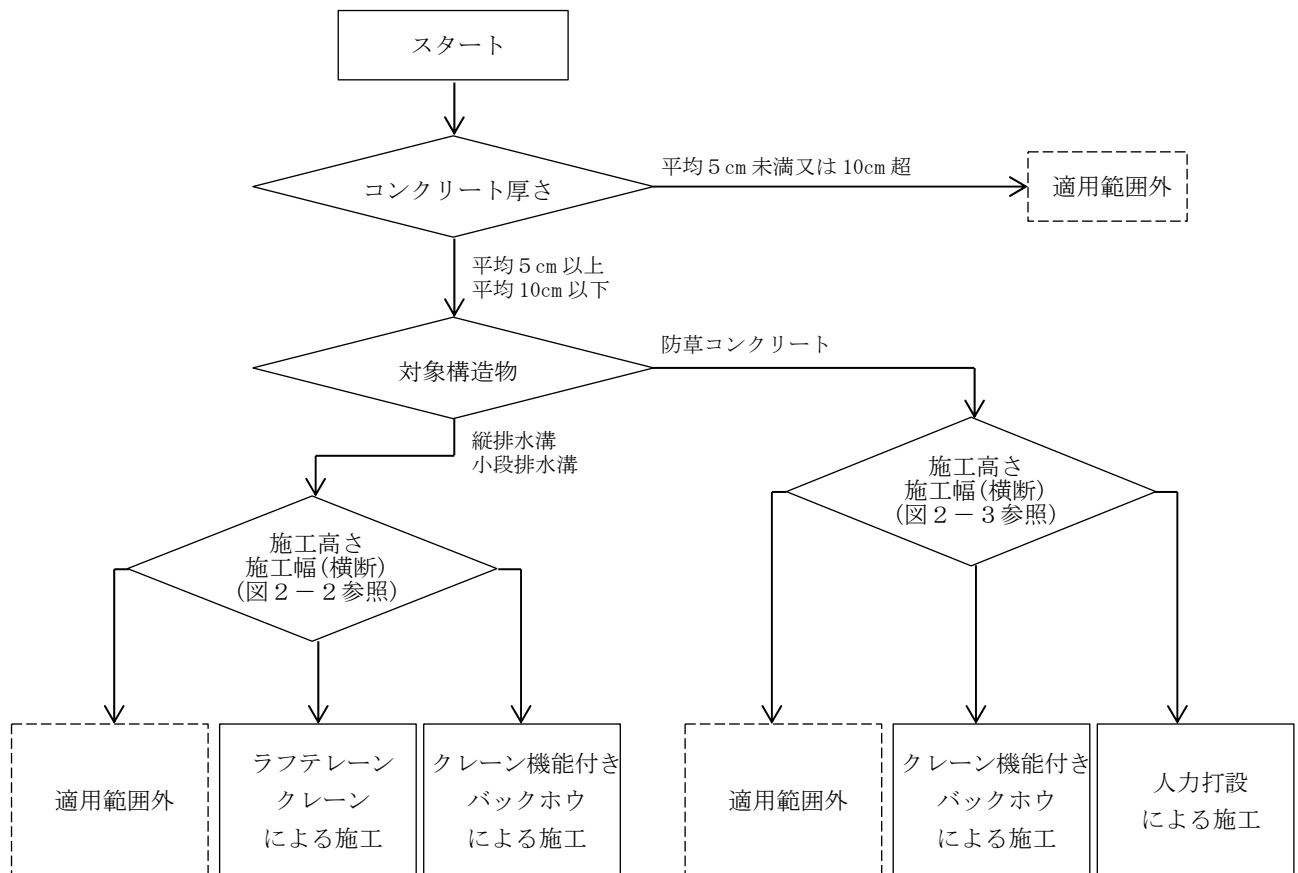 スタート
コンクリート厚さ
平均５cm 未満又は 10cm 超
適用範囲外
平均５cm 以上
平均 10cm 以下
対象構造物
防草コンクリート
縦排水溝
小段排水溝
施工高さ
施工幅(横断)
(図２－３参照)
施工高さ
施工幅(横断)
(図２－２参照)
適用範囲外
ラフテレーン
クレーン
による施工
クレーン機能付き
バックホウ
による施工
適用範囲外
クレーン機能付き
バックホウ
による施工
人力打設
による施工